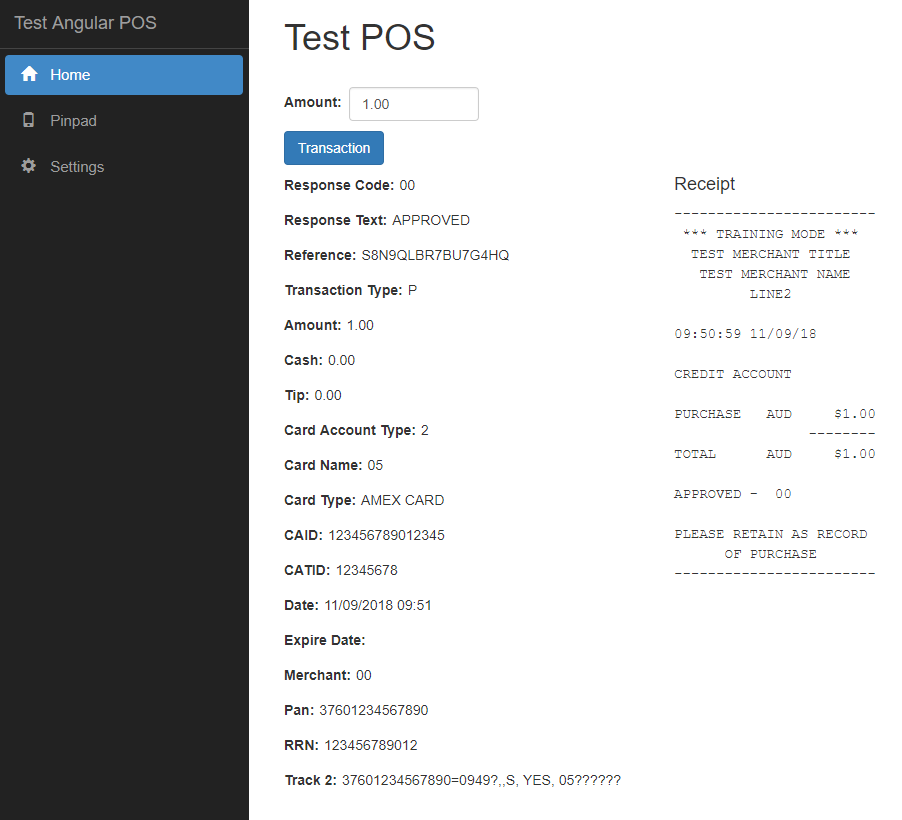 Test Angular POS
Home
Pinpad
Settings
Test POS
Amount: 1.00
Transaction
Response Code: 00
Response Text: APPROVED
Reference: S8N9QLBR7BU7G4HQ
Transaction Type: P
Amount: 1.00
Cash: 0.00
Tip: 0.00
Card Account Type: 2
Card Name: 05
Card Type: AMEX CARD
CAID: 123456789012345
CATID: 12345678
Date: 11/09/2018 09:51
Expire Date:
Merchant: 00
Pan: 37601234567890
RRN: 123456789012
Track 2: 37601234567890=0949?,,S, YES, 05??????
Receipt
------------------------
*** TRAINING MODE ***
TEST MERCHANT TITLE
TEST MERCHANT NAME
LINE2
09:50:59 11/09/18
CREDIT ACCOUNT
PURCHASE   AUD     $1.00
--------
TOTAL      AUD     $1.00
APPROVED -  00
PLEASE RETAIN AS RECORD
OF PURCHASE
------------------------